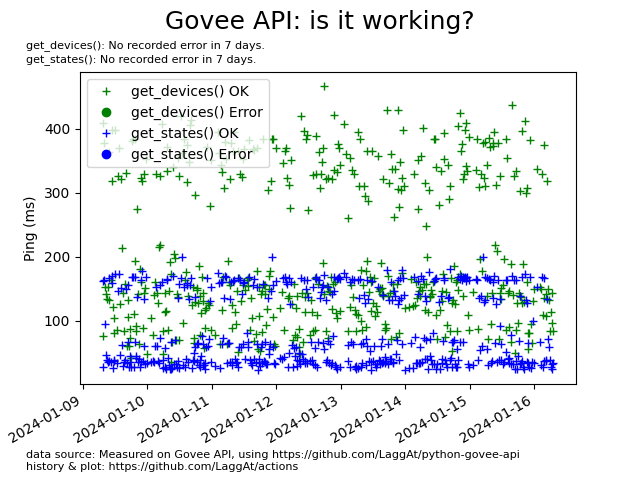 Govee API: is it working?
get_devices(): No recorded error in 7 days.
get_states(): No recorded error in 7 days.
get_devices() OK
get_devices() Error
get_states() OK
get_states() Error
Ping (ms)
400
300
200
100
2024-01-09
2024-01-10
2024-01-11
2024-01-12
2024-01-13
2024-01-14
2024-01-15
2024-01-16
data source: Measured on Govee API, using https://github.com/LaggAt/python-govee-api
history & plot: https://github.com/LaggAt/actions